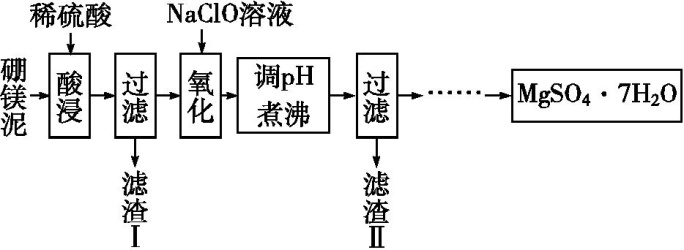 稀硫酸
NaClO溶液
硼镁泥
酸浸
过滤
氧化
调pH
煮沸
过滤
……
MgSO₄·7H₂O
滤渣Ⅰ
滤渣Ⅱ